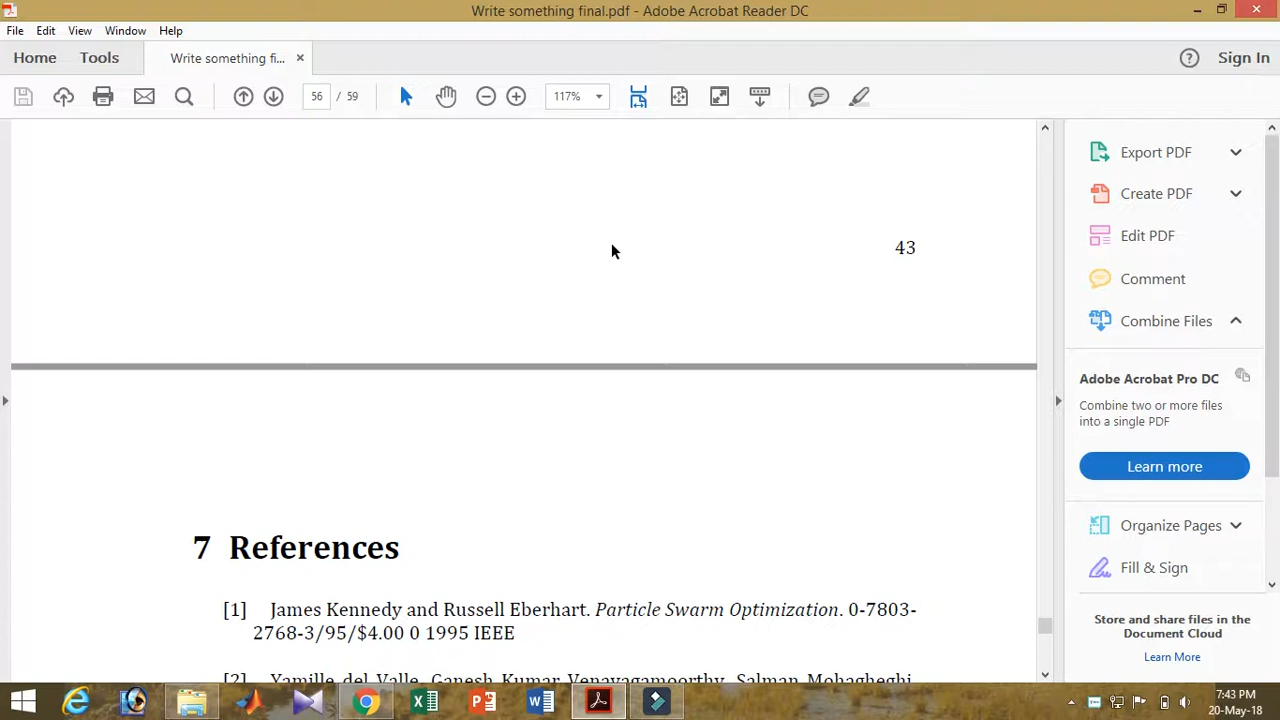 Write something final.pdf - Adobe Acrobat Reader DC
File Edit View Window Help
Home Tools Write something fi... × Sign In
56 / 59 117%
43
7 References
[1] James Kennedy and Russell Eberhart. Particle Swarm Optimization. 0-7803-
2768-3/95/$4.00 0 1995 IEEE
[2] Yamille del Valle, Ganesh Kumar Venayagamoorthy, Salman Mohagheghi,
Export PDF
Create PDF
Edit PDF
Comment
Combine Files
Adobe Acrobat Pro DC
Combine two or more files
into a single PDF
Learn more
Organize Pages
Fill & Sign
Store and share files in the
Document Cloud
Learn More
7:43 PM
20-May-18